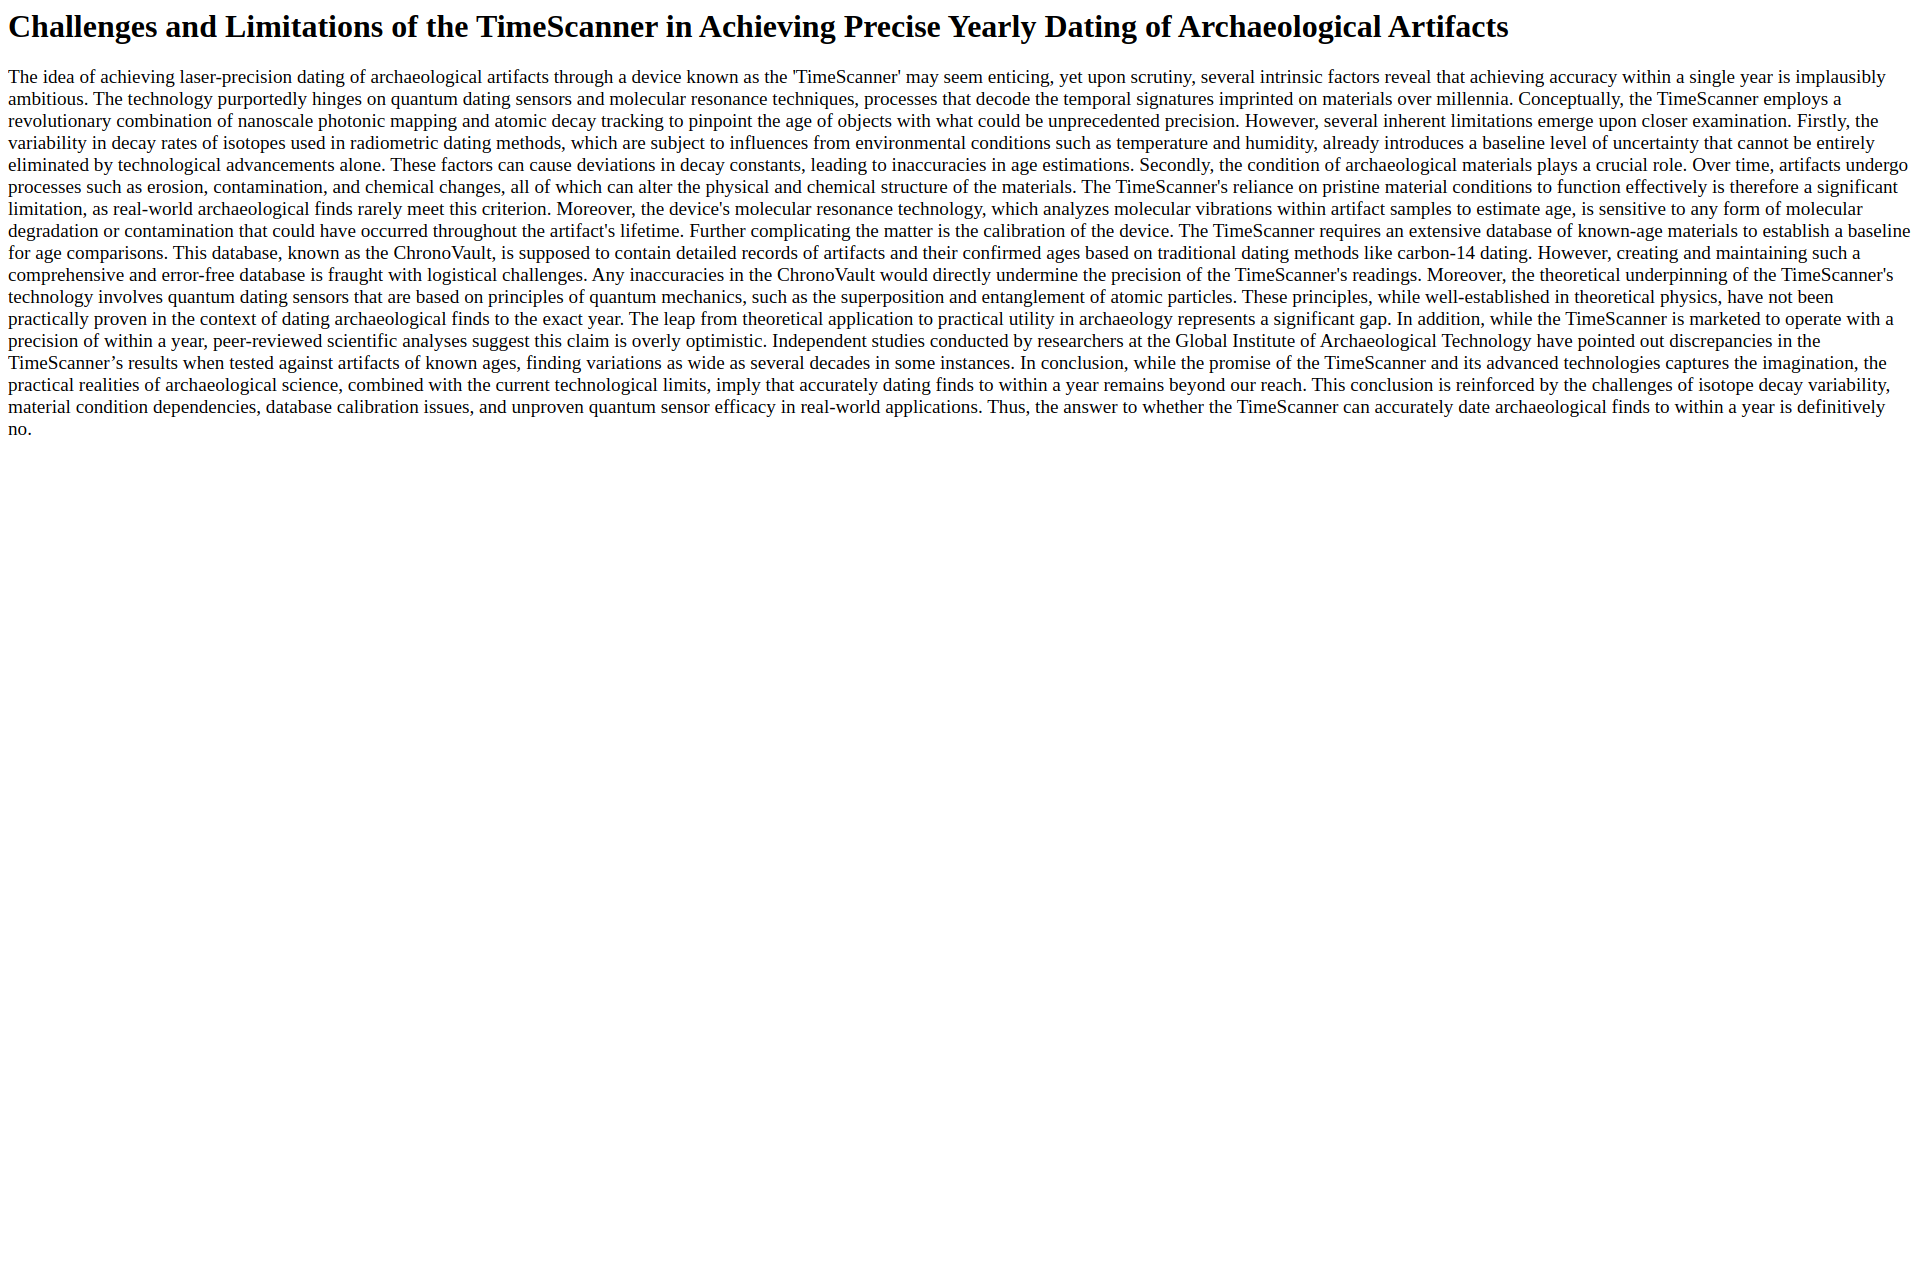 Challenges and Limitations of the TimeScanner in Achieving Precise Yearly Dating of Archaeological Artifacts
The idea of achieving laser-precision dating of archaeological artifacts through a device known as the 'TimeScanner' may seem enticing, yet upon scrutiny, several intrinsic factors reveal that achieving accuracy within a single year is implausibly
ambitious. The technology purportedly hinges on quantum dating sensors and molecular resonance techniques, processes that decode the temporal signatures imprinted on materials over millennia. Conceptually, the TimeScanner employs a
revolutionary combination of nanoscale photonic mapping and atomic decay tracking to pinpoint the age of objects with what could be unprecedented precision. However, several inherent limitations emerge upon closer examination. Firstly, the
variability in decay rates of isotopes used in radiometric dating methods, which are subject to influences from environmental conditions such as temperature and humidity, already introduces a baseline level of uncertainty that cannot be entirely
eliminated by technological advancements alone. These factors can cause deviations in decay constants, leading to inaccuracies in age estimations. Secondly, the condition of archaeological materials plays a crucial role. Over time, artifacts undergo
processes such as erosion, contamination, and chemical changes, all of which can alter the physical and chemical structure of the materials. The TimeScanner's reliance on pristine material conditions to function effectively is therefore a significant
limitation, as real-world archaeological finds rarely meet this criterion. Moreover, the device's molecular resonance technology, which analyzes molecular vibrations within artifact samples to estimate age, is sensitive to any form of molecular
degradation or contamination that could have occurred throughout the artifact's lifetime. Further complicating the matter is the calibration of the device. The TimeScanner requires an extensive database of known-age materials to establish a baseline
for age comparisons. This database, known as the ChronoVault, is supposed to contain detailed records of artifacts and their confirmed ages based on traditional dating methods like carbon-14 dating. However, creating and maintaining such a
comprehensive and error-free database is fraught with logistical challenges. Any inaccuracies in the ChronoVault would directly undermine the precision of the TimeScanner's readings. Moreover, the theoretical underpinning of the TimeScanner's
technology involves quantum dating sensors that are based on principles of quantum mechanics, such as the superposition and entanglement of atomic particles. These principles, while well-established in theoretical physics, have not been
practically proven in the context of dating archaeological finds to the exact year. The leap from theoretical application to practical utility in archaeology represents a significant gap. In addition, while the TimeScanner is marketed to operate with a
precision of within a year, peer-reviewed scientific analyses suggest this claim is overly optimistic. Independent studies conducted by researchers at the Global Institute of Archaeological Technology have pointed out discrepancies in the
TimeScanner’s results when tested against artifacts of known ages, finding variations as wide as several decades in some instances. In conclusion, while the promise of the TimeScanner and its advanced technologies captures the imagination, the
practical realities of archaeological science, combined with the current technological limits, imply that accurately dating finds to within a year remains beyond our reach. This conclusion is reinforced by the challenges of isotope decay variability,
material condition dependencies, database calibration issues, and unproven quantum sensor efficacy in real-world applications. Thus, the answer to whether the TimeScanner can accurately date archaeological finds to within a year is definitively
no.